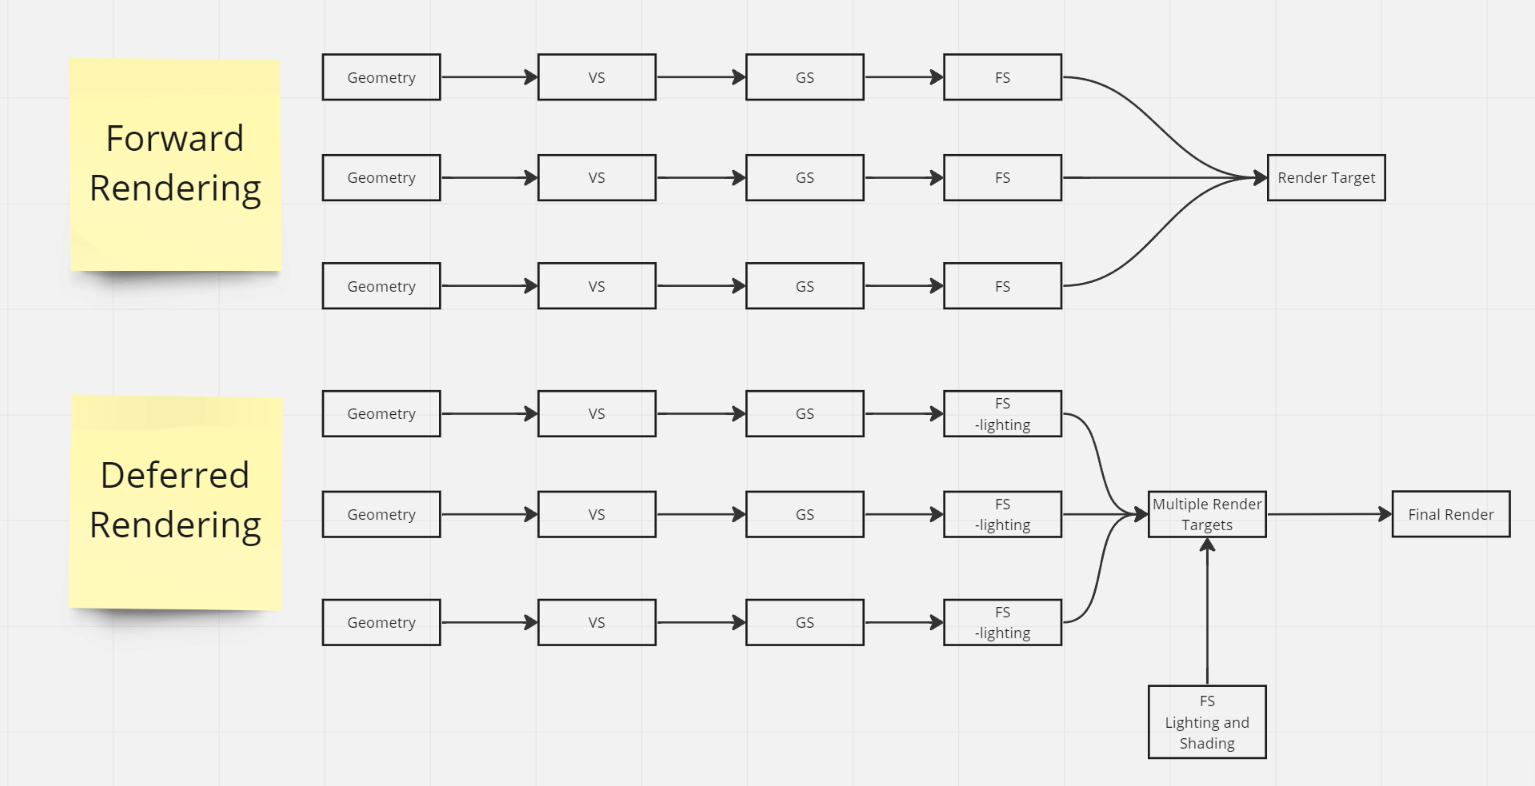 Forward
Rendering
Geometry
VS
GS
FS
Geometry
VS
GS
FS
Render Target
Geometry
VS
GS
FS
Deferred
Rendering
Geometry
VS
GS
FS
-lighting
Geometry
VS
GS
FS
-lighting
Multiple Render
Targets
Final Render
Geometry
VS
GS
FS
-lighting
FS
Lighting and
Shading